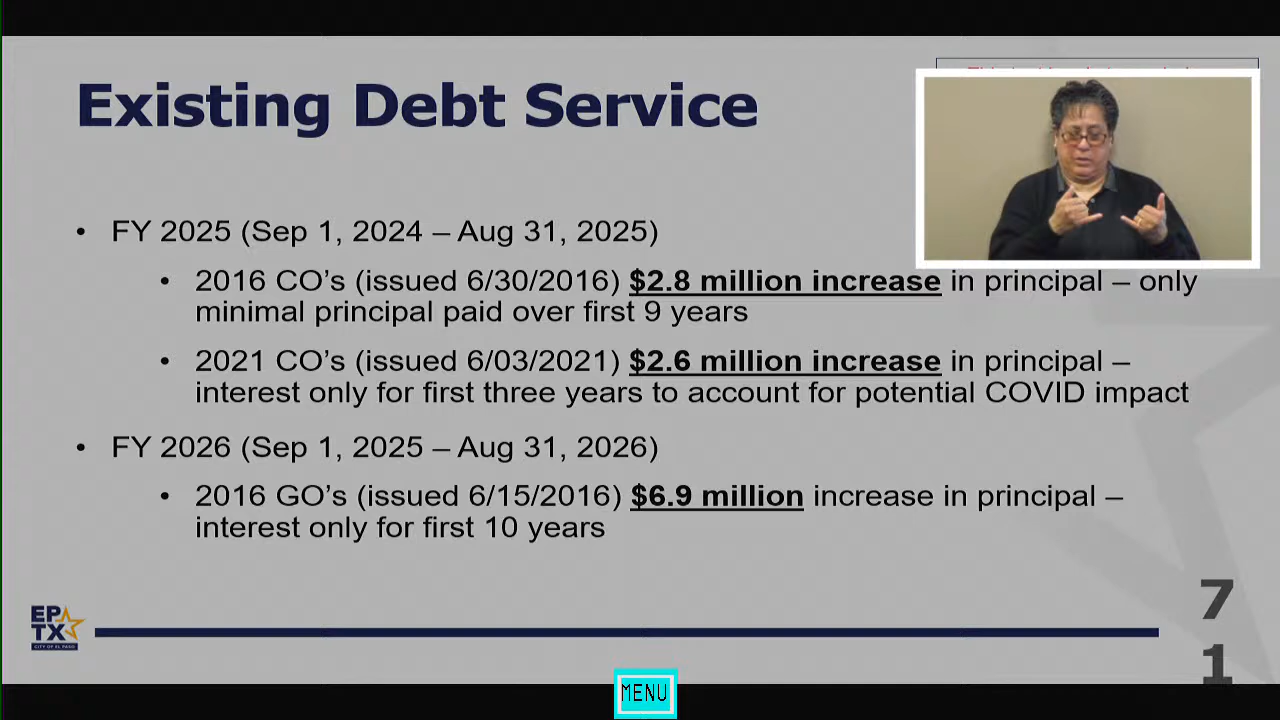 Existing Debt Service
• FY 2025 (Sep 1, 2024 – Aug 31, 2025)
• 2016 CO’s (issued 6/30/2016) $2.8 million increase in principal – only
minimal principal paid over first 9 years
• 2021 CO’s (issued 6/03/2021) $2.6 million increase in principal –
interest only for first three years to account for potential COVID impact
• FY 2026 (Sep 1, 2025 – Aug 31, 2026)
• 2016 GO’s (issued 6/15/2016) $6.9 million increase in principal –
interest only for first 10 years
EP
TX
CITY OF EL PASO
7
1
MENU